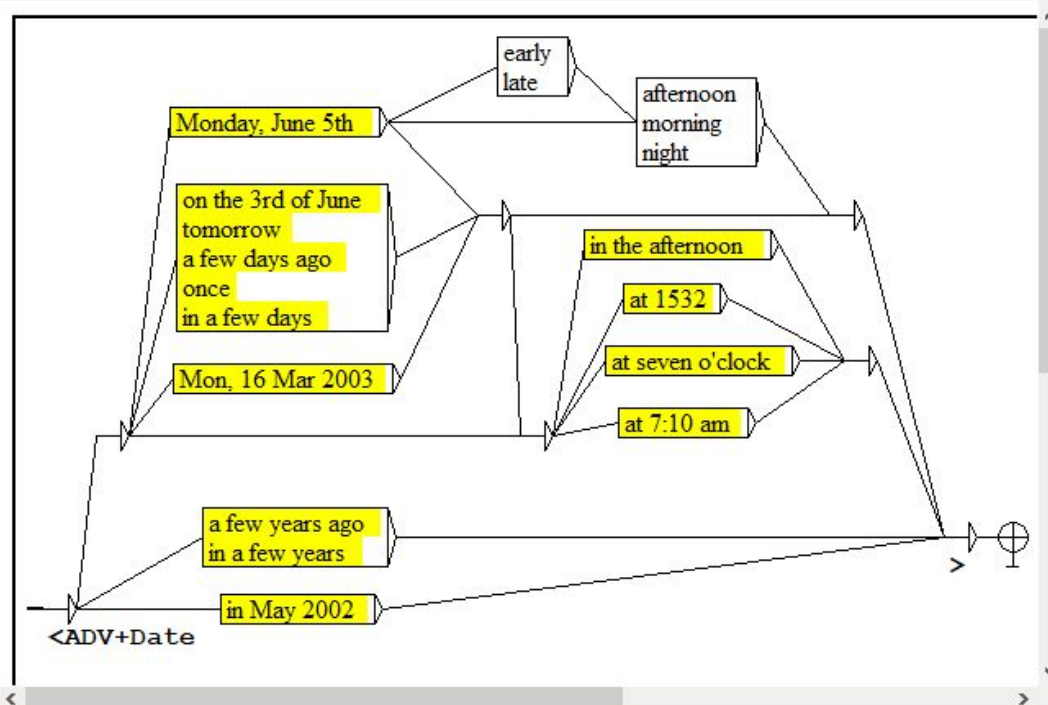 early
late
afternoon
morning
night
Monday, June 5th
on the 3rd of June
tomorrow
a few days ago
once
in a few days
in the afternoon
at 1532
at seven o'clock
Mon, 16 Mar 2003
at 7:10 am
a few years ago
in a few years
>
in May 2002
<ADV+Date